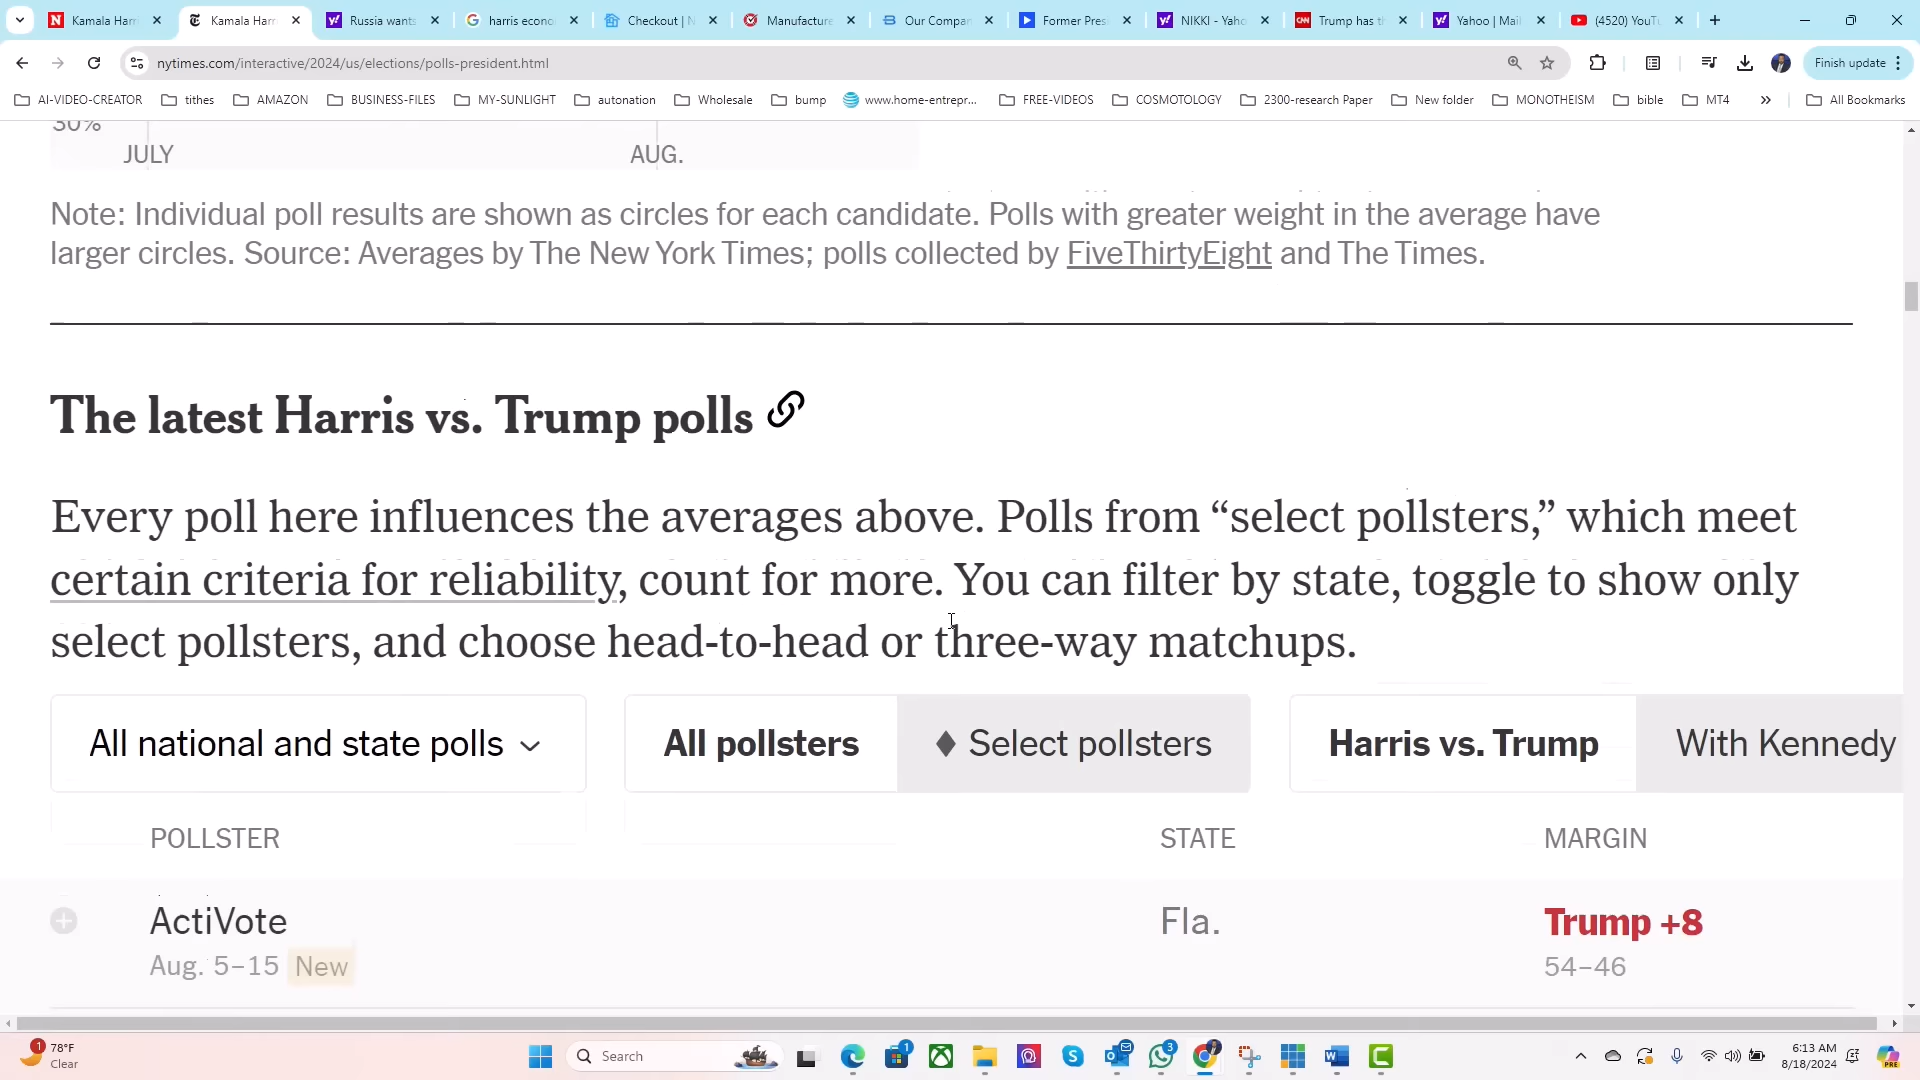 Kamala Harr
Kamala Harr
Russia wants
harris econo
Checkout | N
Manufacture
Our Compan
Former Pres
NIKKI - Yaho
Trump has t
Yahoo | Mail
(4520) YouTu
nytimes.com/interactive/2024/us/elections/polls-president.html
Finish update
AI-VIDEO-CREATOR
tithes
AMAZON
BUSINESS-FILES
MY-SUNLIGHT
autonation
Wholesale
bump
www.home-entrepr...
FREE-VIDEOS
COSMOTOLOGY
2300-research Paper
New folder
MONOTHEISM
bible
MT4
All Bookmarks
30%
JULY
AUG.
Note: Individual poll results are shown as circles for each candidate. Polls with greater weight in the average have
larger circles. Source: Averages by The New York Times; polls collected by FiveThirtyEight and The Times.
The latest Harris vs. Trump polls
Every poll here influences the averages above. Polls from “select pollsters,” which meet
certain criteria for reliability, count for more. You can filter by state, toggle to show only
select pollsters, and choose head-to-head or three-way matchups.
All national and state polls
All pollsters
Select pollsters
Harris vs. Trump
With Kennedy
POLLSTER
STATE
MARGIN
ActiVote
Fla.
Trump +8
Aug. 5–15 New
54–46
78°F
Clear
Search
6:13 AM
8/18/2024